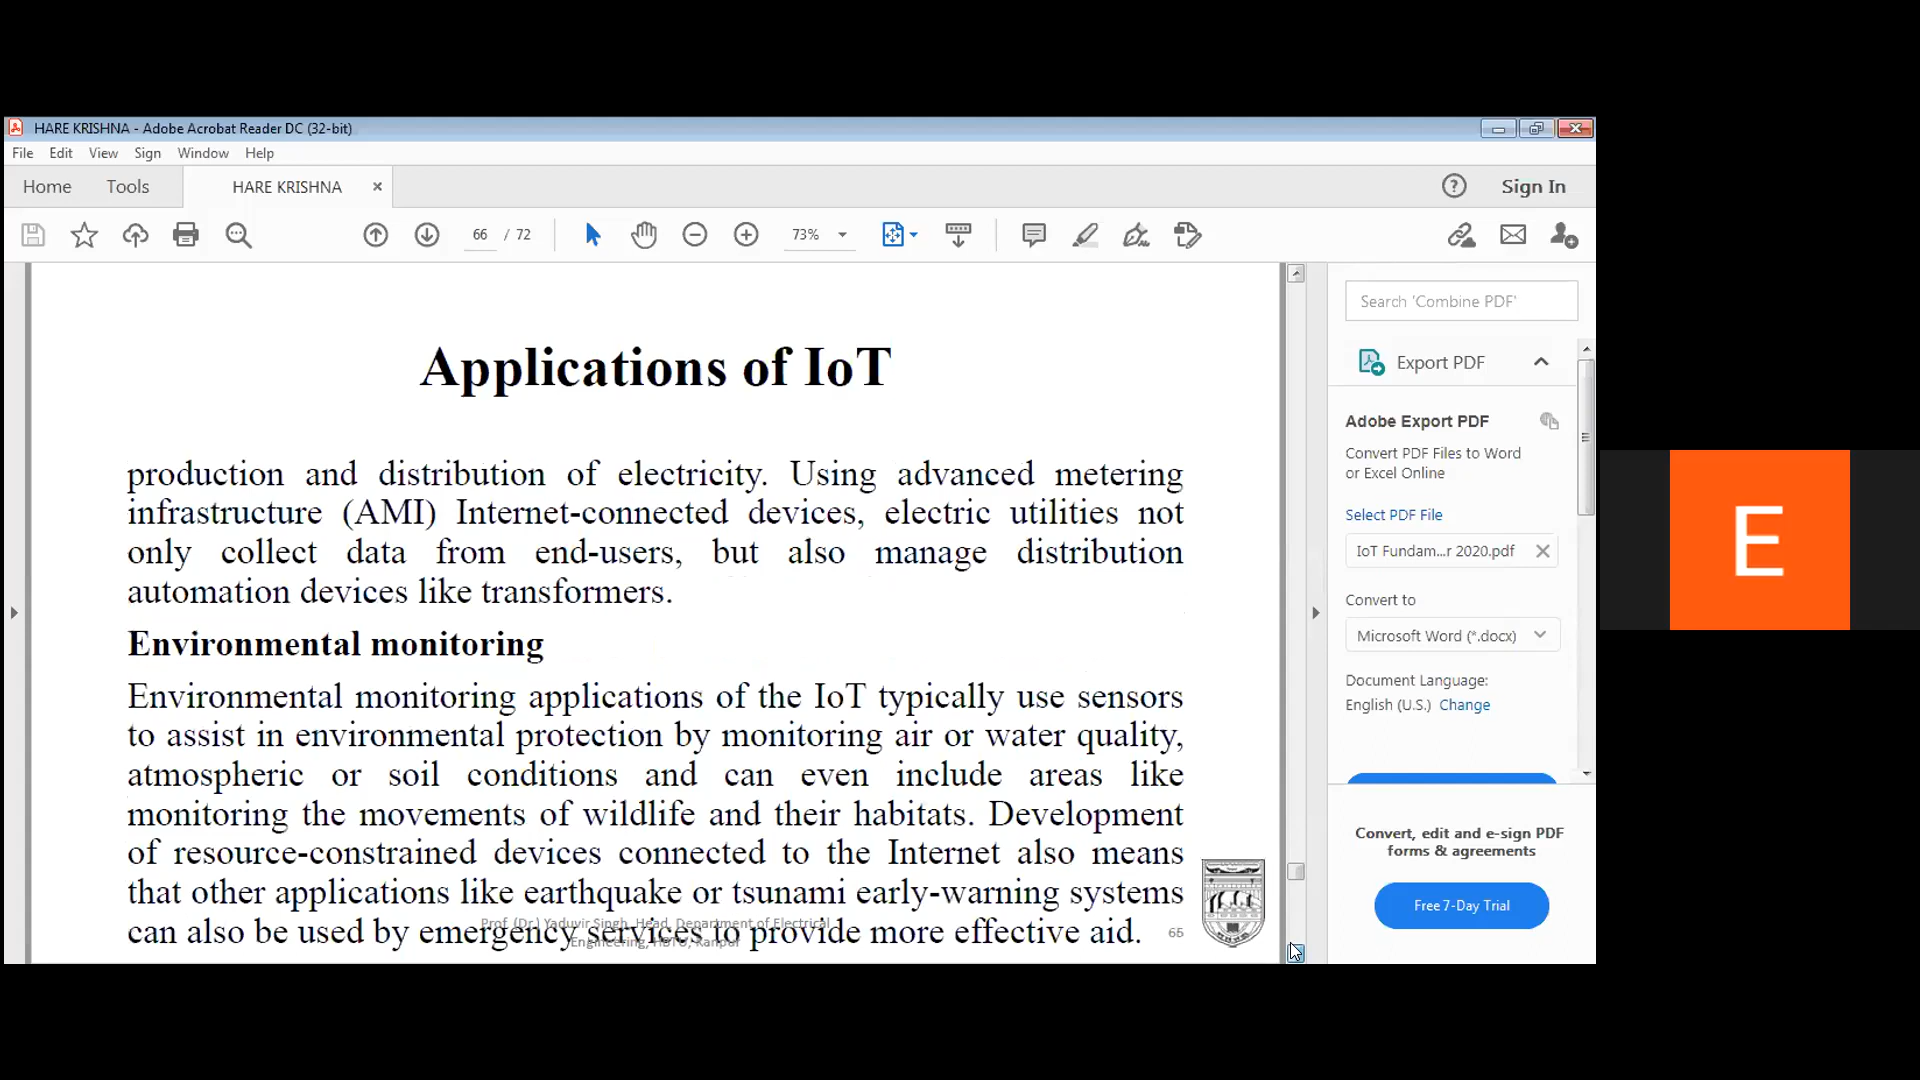 HARE KRISHNA - Adobe Acrobat Reader DC (32-bit)
File Edit View Sign Window Help
Home Tools HARE KRISHNA Sign In
66 / 72 73%
Applications of IoT
production and distribution of electricity. Using advanced metering
infrastructure (AMI) Internet-connected devices, electric utilities not
only collect data from end-users, but also manage distribution
automation devices like transformers.
Environmental monitoring
Environmental monitoring applications of the IoT typically use sensors
to assist in environmental protection by monitoring air or water quality,
atmospheric or soil conditions and can even include areas like
monitoring the movements of wildlife and their habitats. Development
of resource-constrained devices connected to the Internet also means
that other applications like earthquake or tsunami early-warning systems
can also be used by emergency services to provide more effective aid.
Prof. (Dr.) Yaduvir Singh, Head, Department of Electrical
Engineering, HBTU, Kanpur
65
Search 'Combine PDF'
Export PDF
Adobe Export PDF
Convert PDF Files to Word
or Excel Online
Select PDF File
IoT Fundam...r 2020.pdf
Convert to
Microsoft Word (*.docx)
Document Language:
English (U.S.) Change
Convert, edit and e-sign PDF
forms & agreements
Free 7-Day Trial
E